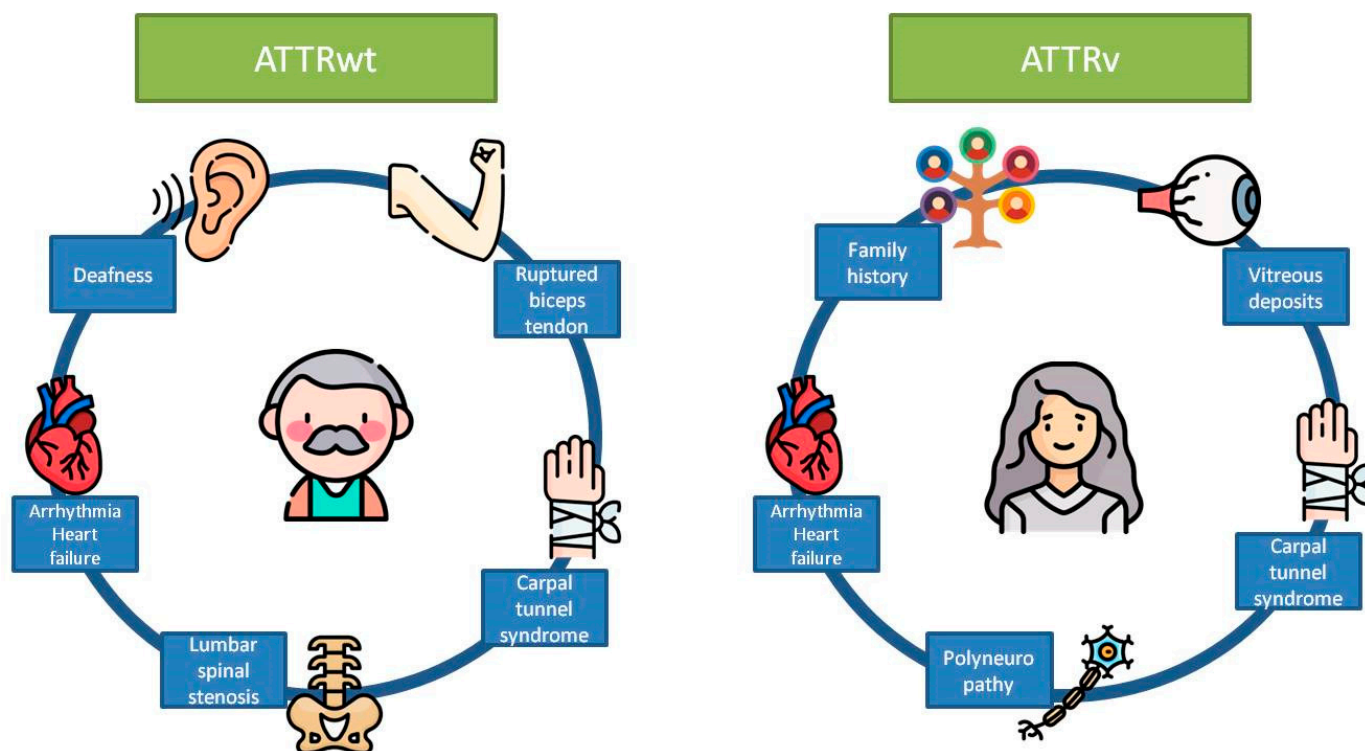 ATTRwt
Deafness
Ruptured
biceps
tendon
Arrhythmia
Heart
failure
Carpal
tunnel
syndrome
Lumbar
spinal
stenosis
ATTRv
Family
history
Vitreous
deposits
Arrhythmia
Heart
failure
Carpal
tunnel
syndrome
Polyneuro
pathy